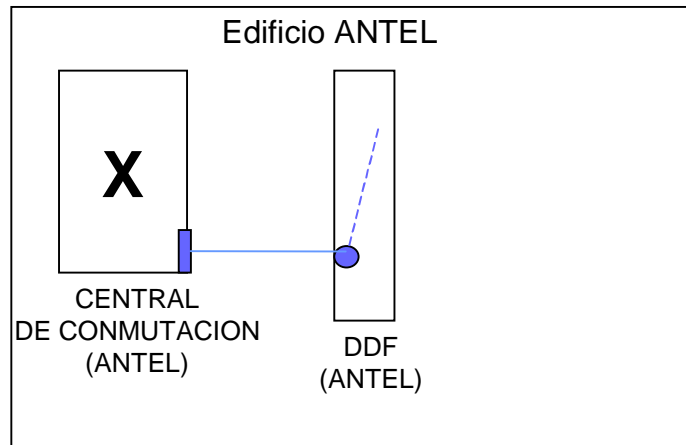 Edificio ANTEL
X
CENTRAL
DE CONMUTACION
(ANTEL)
DDF
(ANTEL)